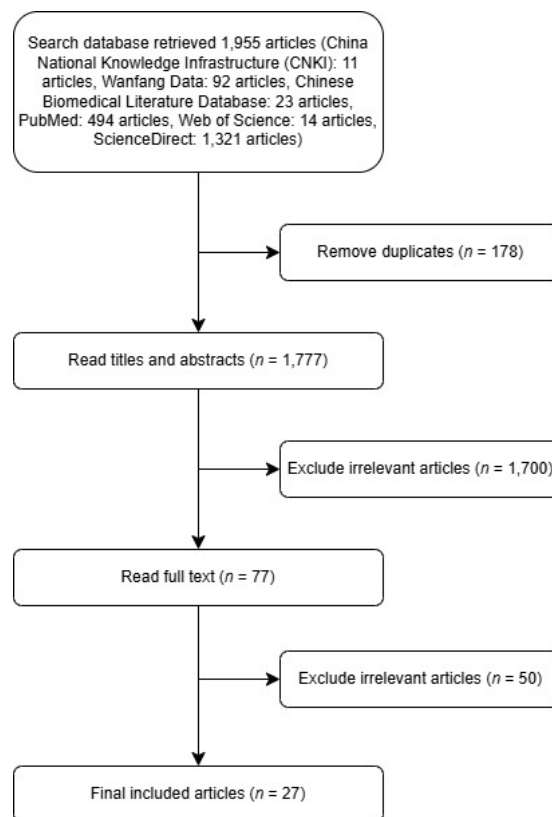 Search database retrieved 1,955 articles (China
National Knowledge Infrastructure (CNKI): 11
articles, Wanfang Data: 92 articles, Chinese
Biomedical Literature Database: 23 articles,
PubMed: 494 articles, Web of Science: 14 articles,
ScienceDirect: 1,321 articles)
Remove duplicates (n = 178)
Read titles and abstracts (n = 1,777)
Exclude irrelevant articles (n = 1,700)
Read full text (n = 77)
Exclude irrelevant articles (n = 50)
Final included articles (n = 27)